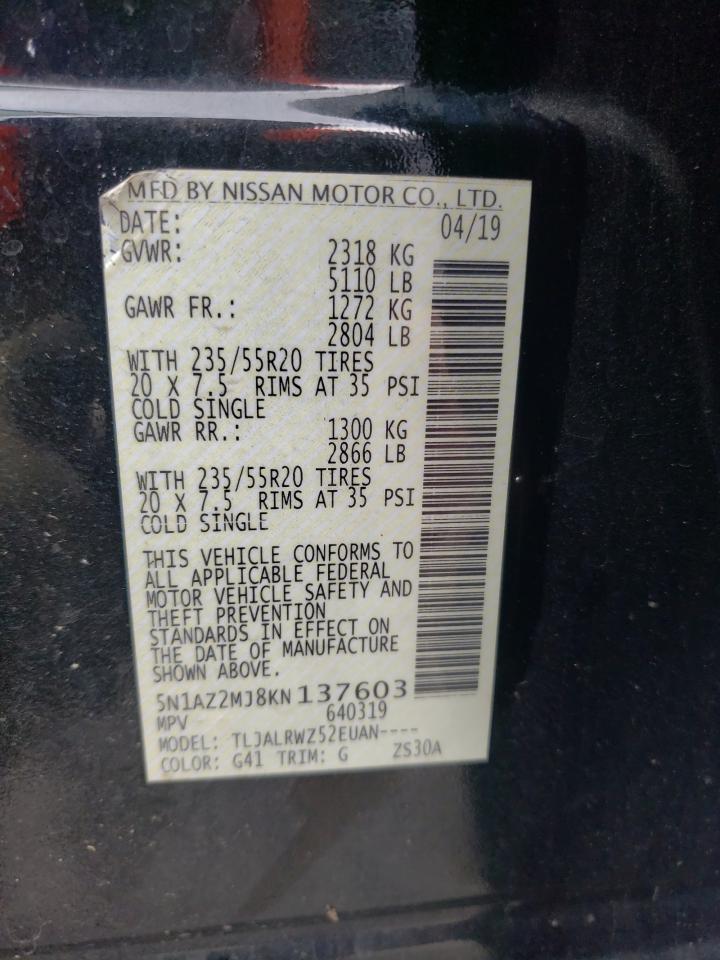 MFD BY NISSAN MOTOR CO., LTD.
DATE: 04/19
GVWR: 2318 KG
5110 LB
GAWR FR.: 1272 KG
2804 LB
WITH 235/55R20 TIRES
20 X 7.5 RIMS AT 35 PSI
COLD SINGLE
GAWR RR.: 1300 KG
2866 LB
WITH 235/55R20 TIRES
20 X 7.5 RIMS AT 35 PSI
COLD SINGLE
THIS VEHICLE CONFORMS TO
ALL APPLICABLE FEDERAL
MOTOR VEHICLE SAFETY AND
THEFT PREVENTION
STANDARDS IN EFFECT ON
THE DATE OF MANUFACTURE
SHOWN ABOVE.
5N1AZ2MJ8KN 137603
MPV 640319
MODEL: TLJALRWZ52EUAN----
COLOR: G41 TRIM: G ZS30A